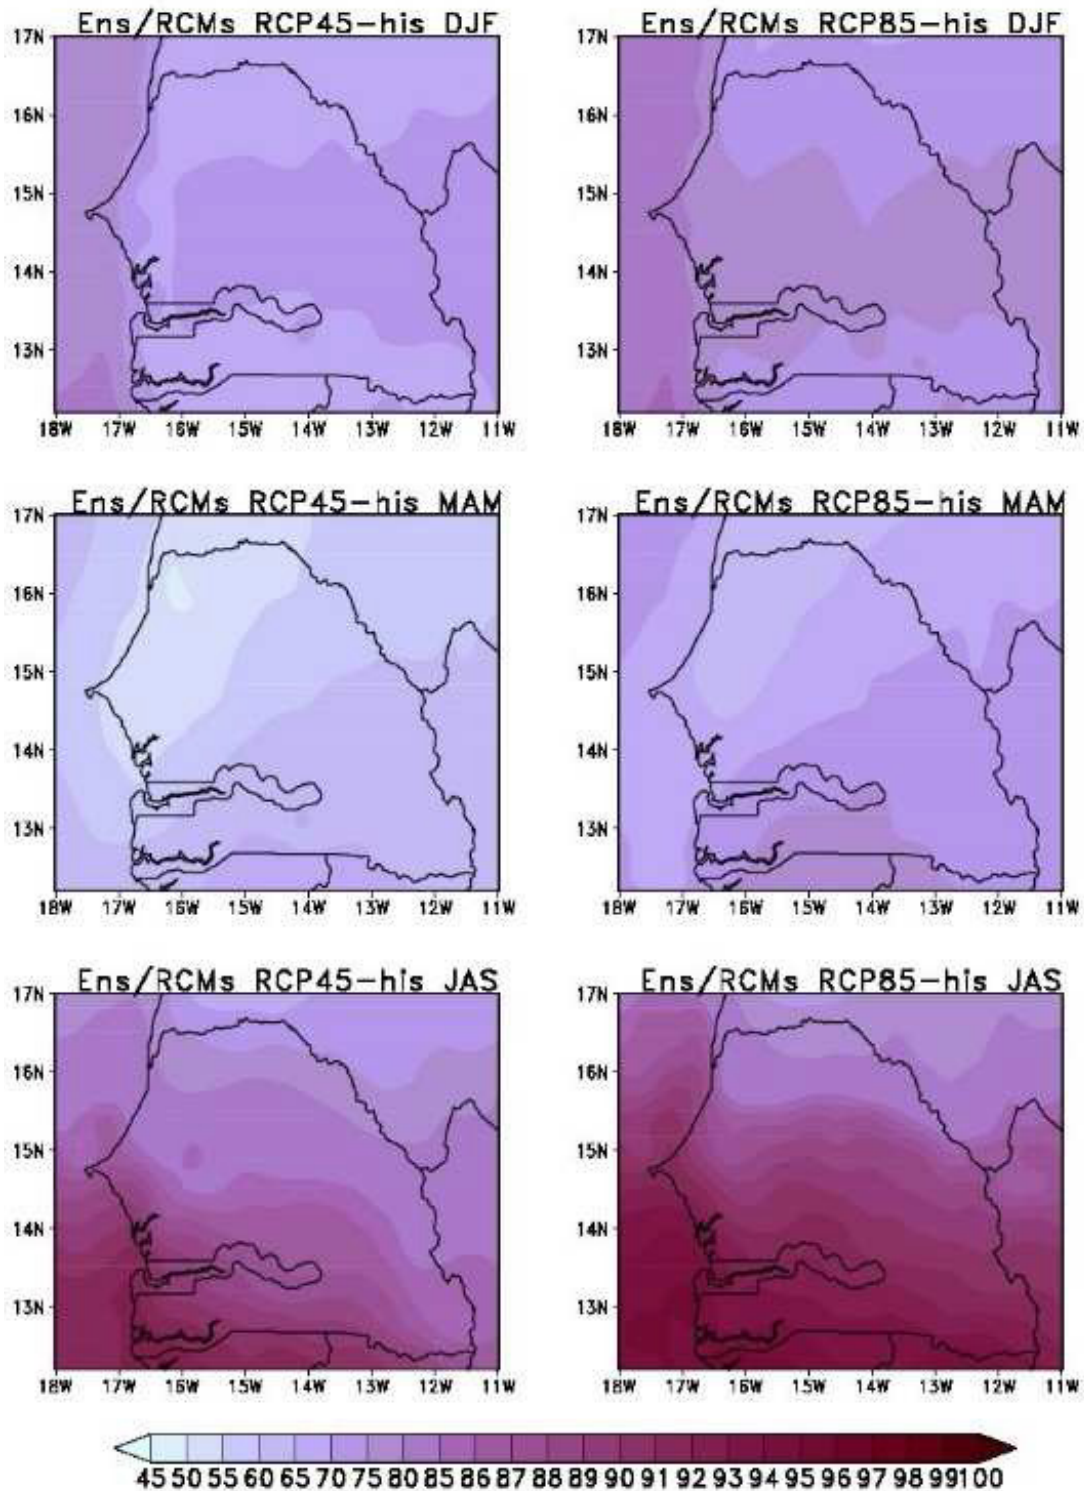 Ens/RCMs RCP45-his DJF
Ens/RCMs RCP85-his DJF
17N
16N
15N
14N
13N
18W 17W 16W 15W 14W 13W 12W 11W
17N
16N
15N
14N
13N
18W 17W 16W 15W 14W 13W 12W 11W
Ens/RCMs RCP45-his MAM
Ens/RCMs RCP85-his MAM
17N
16N
15N
14N
13N
18W 17W 16W 15W 14W 13W 12W 11W
17N
16N
15N
14N
13N
18W 17W 16W 15W 14W 13W 12W 11W
Ens/RCMs RCP45-his JAS
Ens/RCMs RCP85-his JAS
17N
16N
15N
14N
13N
18W 17W 16W 15W 14W 13W 12W 11W
17N
16N
15N
14N
13N
18W 17W 16W 15W 14W 13W 12W 11W
45 50 55 60 65 70 75 80 85 86 87 88 89 90 91 92 93 94 95 96 97 98 99 100